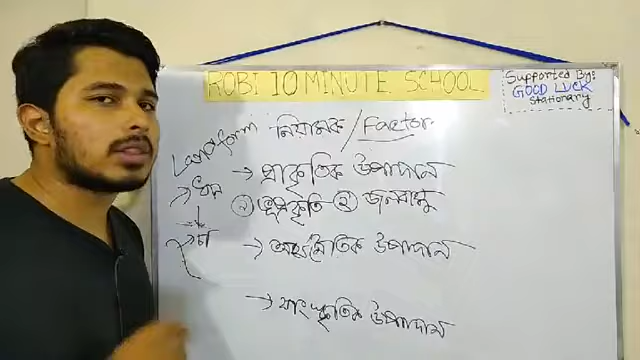 ROBI 10 MINUTE SCHOOL
Supported By:
GOOD LUCK
Stationary
Landform নিয়ামক / Factor
→ প্রাকৃতিক উপাদান
① ভূপ্রকৃতি ② জলবায়ু
→ অর্থনৈতিক উপাদান
→ সাংস্কৃতিক উপাদান